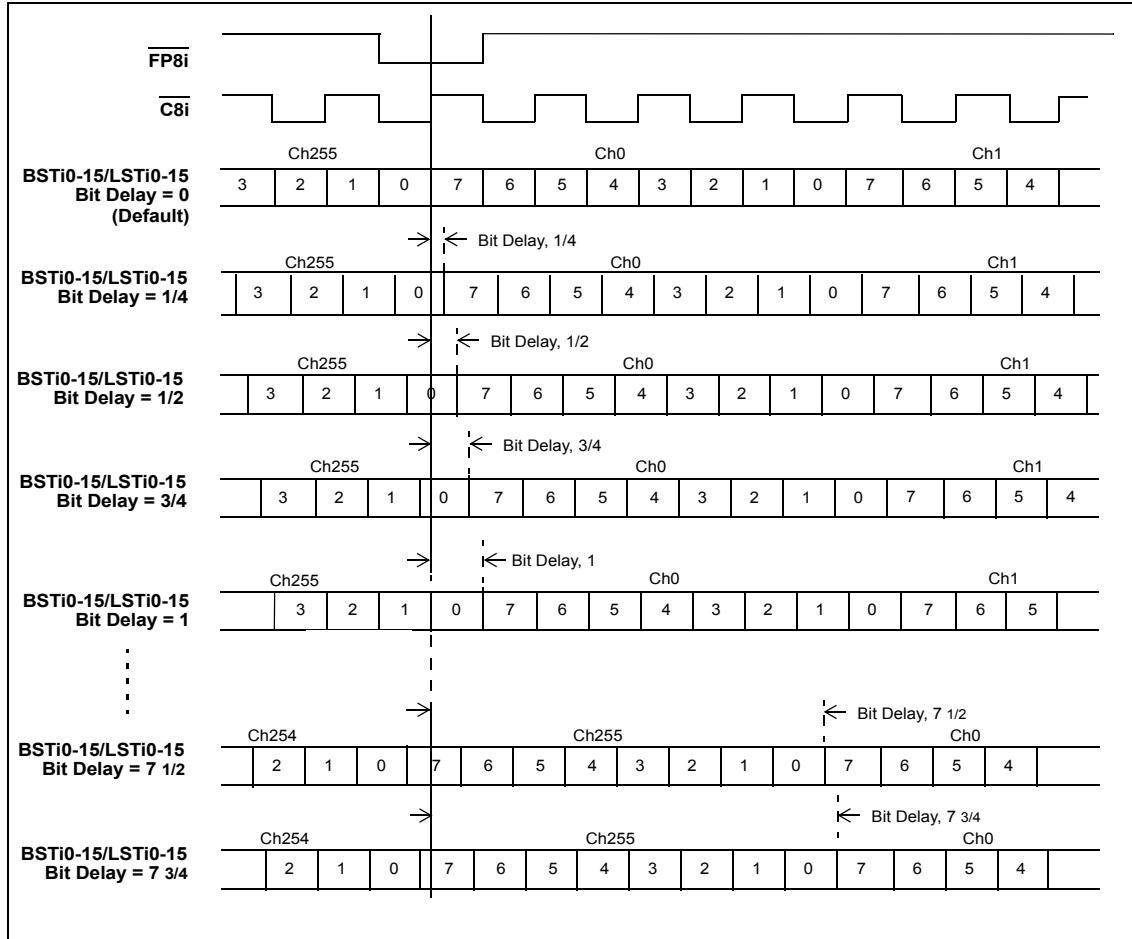 FP8i
C8i
Ch255 Ch0 Ch1
BSTi0-15/LSTi0-15
Bit Delay = 0
(Default)
3 2 1 0 7 6 5 4 3 2 1 0 7 6 5 4
Bit Delay, 1/4
Ch255 Ch0 Ch1
BSTi0-15/LSTi0-15
Bit Delay = 1/4
3 2 1 0 7 6 5 4 3 2 1 0 7 6 5 4
Bit Delay, 1/2
Ch255 Ch0 Ch1
BSTi0-15/LSTi0-15
Bit Delay = 1/2
3 2 1 0 7 6 5 4 3 2 1 0 7 6 5 4
Bit Delay, 3/4
Ch255 Ch0 Ch1
BSTi0-15/LSTi0-15
Bit Delay = 3/4
3 2 1 0 7 6 5 4 3 2 1 0 7 6 5 4
Bit Delay, 1
Ch255 Ch0 Ch1
BSTi0-15/LSTi0-15
Bit Delay = 1
3 2 1 0 7 6 5 4 3 2 1 0 7 6 5
Bit Delay, 7 1/2
Ch254 Ch255 Ch0
BSTi0-15/LSTi0-15
Bit Delay = 7 1/2
2 1 0 7 6 5 4 3 2 1 0 7 6 5 4
Bit Delay, 7 3/4
Ch254 Ch255 Ch0
BSTi0-15/LSTi0-15
Bit Delay = 7 3/4
2 1 0 7 6 5 4 3 2 1 0 7 6 5 4